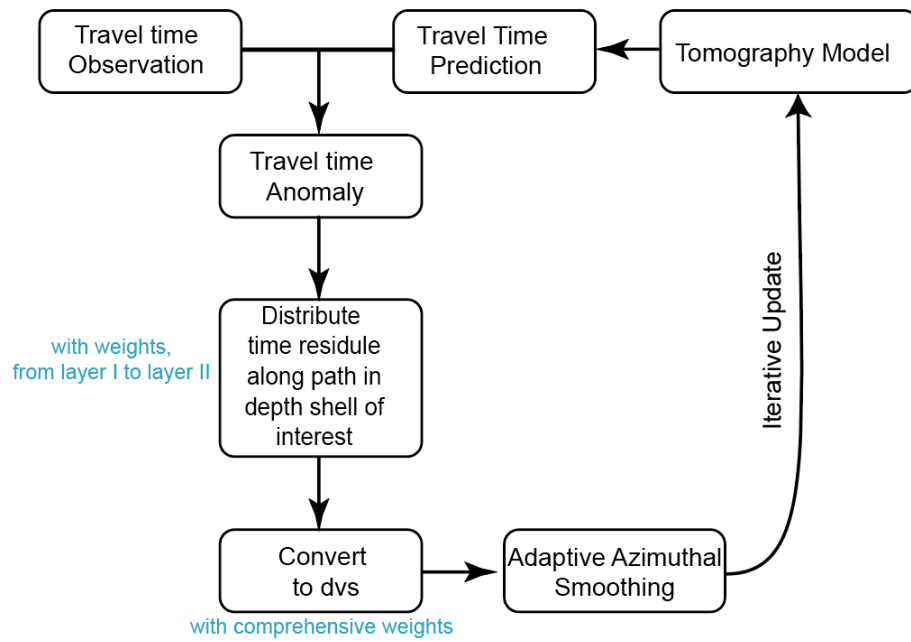 Travel time
Observation
Travel Time
Prediction
Tomography Model
Travel time
Anomaly
with weights,
from layer I to layer II
Distribute
time residule
along path in
depth shell of
interest
Iterative Update
Convert
to dvs
with comprehensive weights
Adaptive Azimuthal
Smoothing